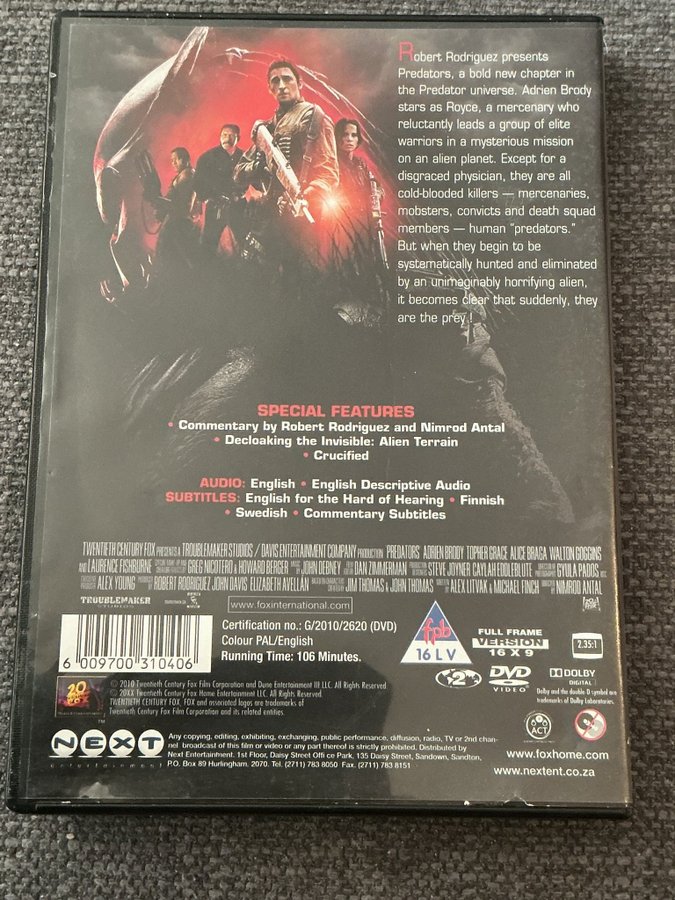 Robert Rodriguez presents
Predators, a bold new chapter in
the Predator universe. Adrien Brody
stars as Royce, a mercenary who
reluctantly leads a group of elite
warriors in a mysterious mission
on an alien planet. Except for a
disgraced physician, they are all
cold-blooded killers — mercenaries,
mobsters, convicts and death squad
members — human "predators."
But when they begin to be
systematically hunted and eliminated
by an unimaginably horrifying alien,
it becomes clear that suddenly, they
are the prey!
SPECIAL FEATURES
• Commentary by Robert Rodriguez and Nimrod Antal
• Decloaking the Invisible: Alien Terrain
• Crucified
AUDIO: English • English Descriptive Audio
SUBTITLES: English for the Hard of Hearing • Finnish
• Swedish • Commentary Subtitles
TWENTIETH CENTURY FOX PRESENTS A TROUBLEMAKER STUDIOS / DAVIS ENTERTAINMENT COMPANY PRODUCTION PREDATORS ADRIEN BRODY TOPHER GRACE ALICE BRAGA WALTON GOGGINS
AND LAURENCE FISHBURNE GREG NICOTERO & HOWARD BERGER MUSIC BY JOHN DEBNEY DAN ZIMMERMAN STEVE JOYNER CAYLAH EDDLEBLUTE GYULA PADOS
ALEX YOUNG ROBERT RODRIGUEZ JOHN DAVIS ELIZABETH AVELLÁN JIM THOMAS & JOHN THOMAS ALEX LITVAK & MICHAEL FINCH NIMRÓD ANTAL
TROUBLEMAKER
STUDIOS
www.foxinternational.com
6 009700 310406
Certification no.: G/2010/2620 (DVD)
Colour PAL/English
Running Time: 106 Minutes.
fpb
16 L V
FULL FRAME
VERSION
16 X 9
2.35:1
2
DVD
VIDEO
DOLBY
DIGITAL
Dolby and the double D symbol are
trademarks of Dolby Laboratories.
© 2010 Twentieth Century Fox Film Corporation and Dune Entertainment III LLC. All Rights Reserved
© 20XX Twentieth Century Fox Home Entertainment LLC. All Rights Reserved.
TWENTIETH CENTURY FOX, FOX and associated logos are trademarks of
Twentieth Century Fox Film Corporation and its related entities.
20
FOX
TM
NEXT
entertainment
Any copying, editing, exhibiting, exchanging, public performance, diffusion, radio, TV or 2nd chan-
nel broadcast of this film or video or any part thereof is strictly prohibited. Distributed by
Next Entertainment. 1st Floor, Daisy Street Offi ce Park, 135 Daisy Street, Sandown, Sandton,
P.O. Box 89 Hurlingham. 2070. Tel. (2711) 783 8050 Fax. (2711) 783 8151
ACT
www.foxhome.com
www.nextent.co.za